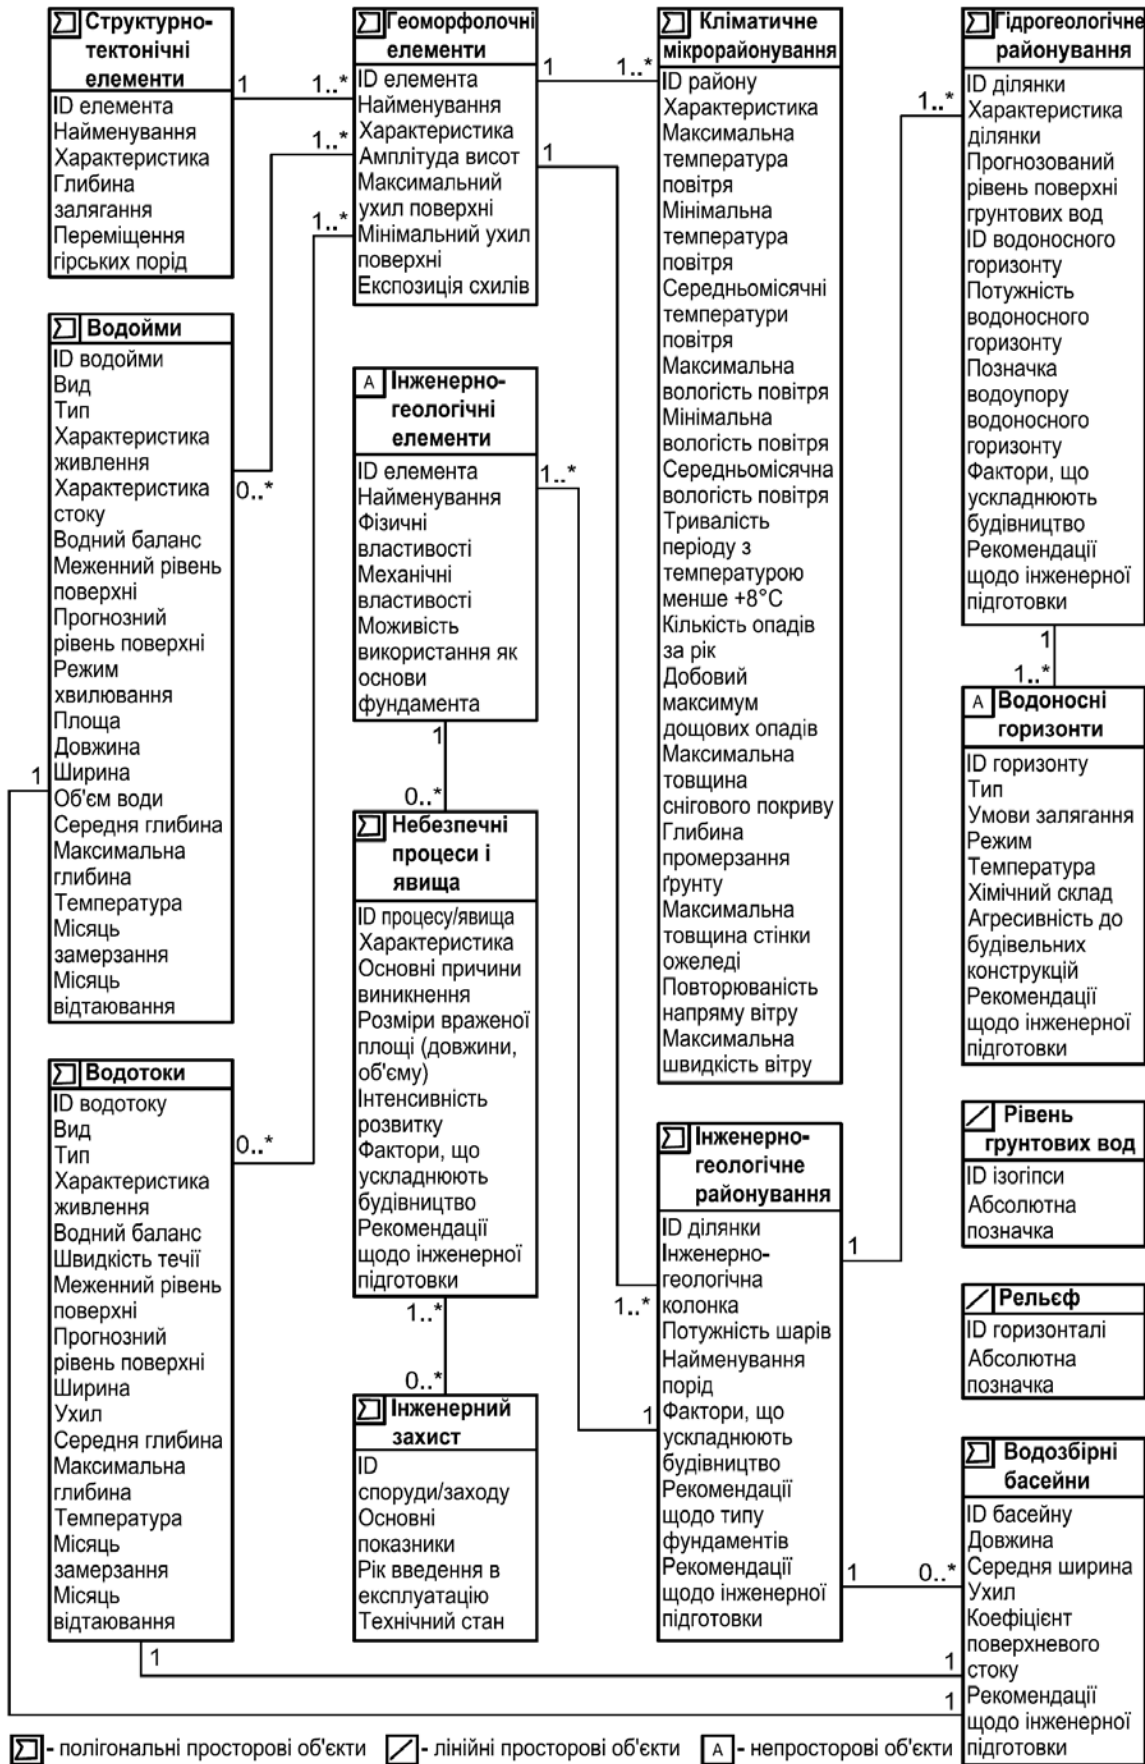 Структурно-
тектонічні
елементи
ID елемента
Найменування
Характеристика
Глибина
залягання
Переміщення
гірських порід
1
1..*
Геоморфолочні
елементи
ID елемента
Найменування
Характеристика
Амплітуда висот
Максимальний
ухил поверхні
Мінімальний ухил
поверхні
Експозиція схилів
1..*
1..*
1
1..*
1
Кліматичне
мікрорайонування
ID району
Характеристика
Максимальна
температура
повітря
Мінімальна
температура
повітря
Середньомісячні
температури
повітря
Максимальна
вологість повітря
Мінімальна
вологість повітря
Середньомісячна
вологість повітря
Тривалість
періоду з
температурою
менше +8°С
Кількість опадів
за рік
Добовий
максимум
дощових опадів
Максимальна
товщина
снігового покриву
Глибина
промерзання
ґрунту
Максимальна
товщина стінки
ожеледі
Повторюваність
напряму вітру
Максимальна
швидкість вітру
Гідрогеологічне
районування
ID ділянки
Характеристика
ділянки
Прогнозований
рівень поверхні
грунтових вод
ID водоносного
горизонту
Потужність
водоносного
горизонту
Позначка
водоупору
водоносного
горизонту
Фактори, що
ускладнюють
будівництво
Рекомендації
щодо інженерної
підготовки
1..*
1
1..*
Водойми
ID водойми
Вид
Тип
Характеристика
живлення
Характеристика
стоку
Водний баланс
Меженний рівень
поверхні
Прогнозний
рівень поверхні
Режим
хвилювання
Площа
Довжина
Ширина
Об'єм води
Середня глибина
Максимальна
глибина
Температура
Місяць
замерзання
Місяць
відтаювання
0..*
1
A Інженерно-
геологічні
елементи
ID елемента
Найменування
Фізичні
властивості
Механічні
властивості
Моживість
використання як
основи
фундамента
1..*
1
0..*
Небезпечні
процеси і
явища
ID процесу/явища
Характеристика
Основні причини
виникнення
Розміри враженої
площі (довжини,
об'єму)
Інтенсивність
розвитку
Фактори, що
ускладнюють
будівництво
Рекомендації
щодо інженерної
підготовки
1..*
0..*
A Водоносні
горизонти
ID горизонту
Тип
Умови залягання
Режим
Температура
Хімічний склад
Агресивність до
будівельних
конструкцій
Рекомендації
щодо інженерної
підготовки
Водотоки
ID водотоку
Вид
Тип
Характеристика
живлення
Водний баланс
Швидкість течії
Меженний рівень
поверхні
Прогнозний
рівень поверхні
Ширина
Ухил
Середня глибина
Максимальна
глибина
Температура
Місяць
замерзання
Місяць
відтаювання
0..*
1
Інженерний
захист
ID
споруди/заходу
Основні
показники
Рік введення в
експлуатацію
Технічний стан
Інженерно-
геологічне
районування
ID ділянки
Інженерно-
геологічна
колонка
Потужність шарів
Найменування
порід
Фактори, що
ускладнюють
будівництво
Рекомендації
щодо типу
фундаментів
Рекомендації
щодо інженерної
підготовки
1..*
1
1
1
0..*
Рівень
грунтових вод
ID ізогіпси
Абсолютна
позначка
Рельєф
ID горизонталі
Абсолютна
позначка
Водозбірні
басейни
ID басейну
Довжина
Середня ширина
Ухил
Коефіцієнт
поверхневого
стоку
Рекомендації
щодо інженерної
підготовки
1
1
- полігональні просторові об'єкти
- лінійні просторові об'єкти
A - непросторові об'єкти